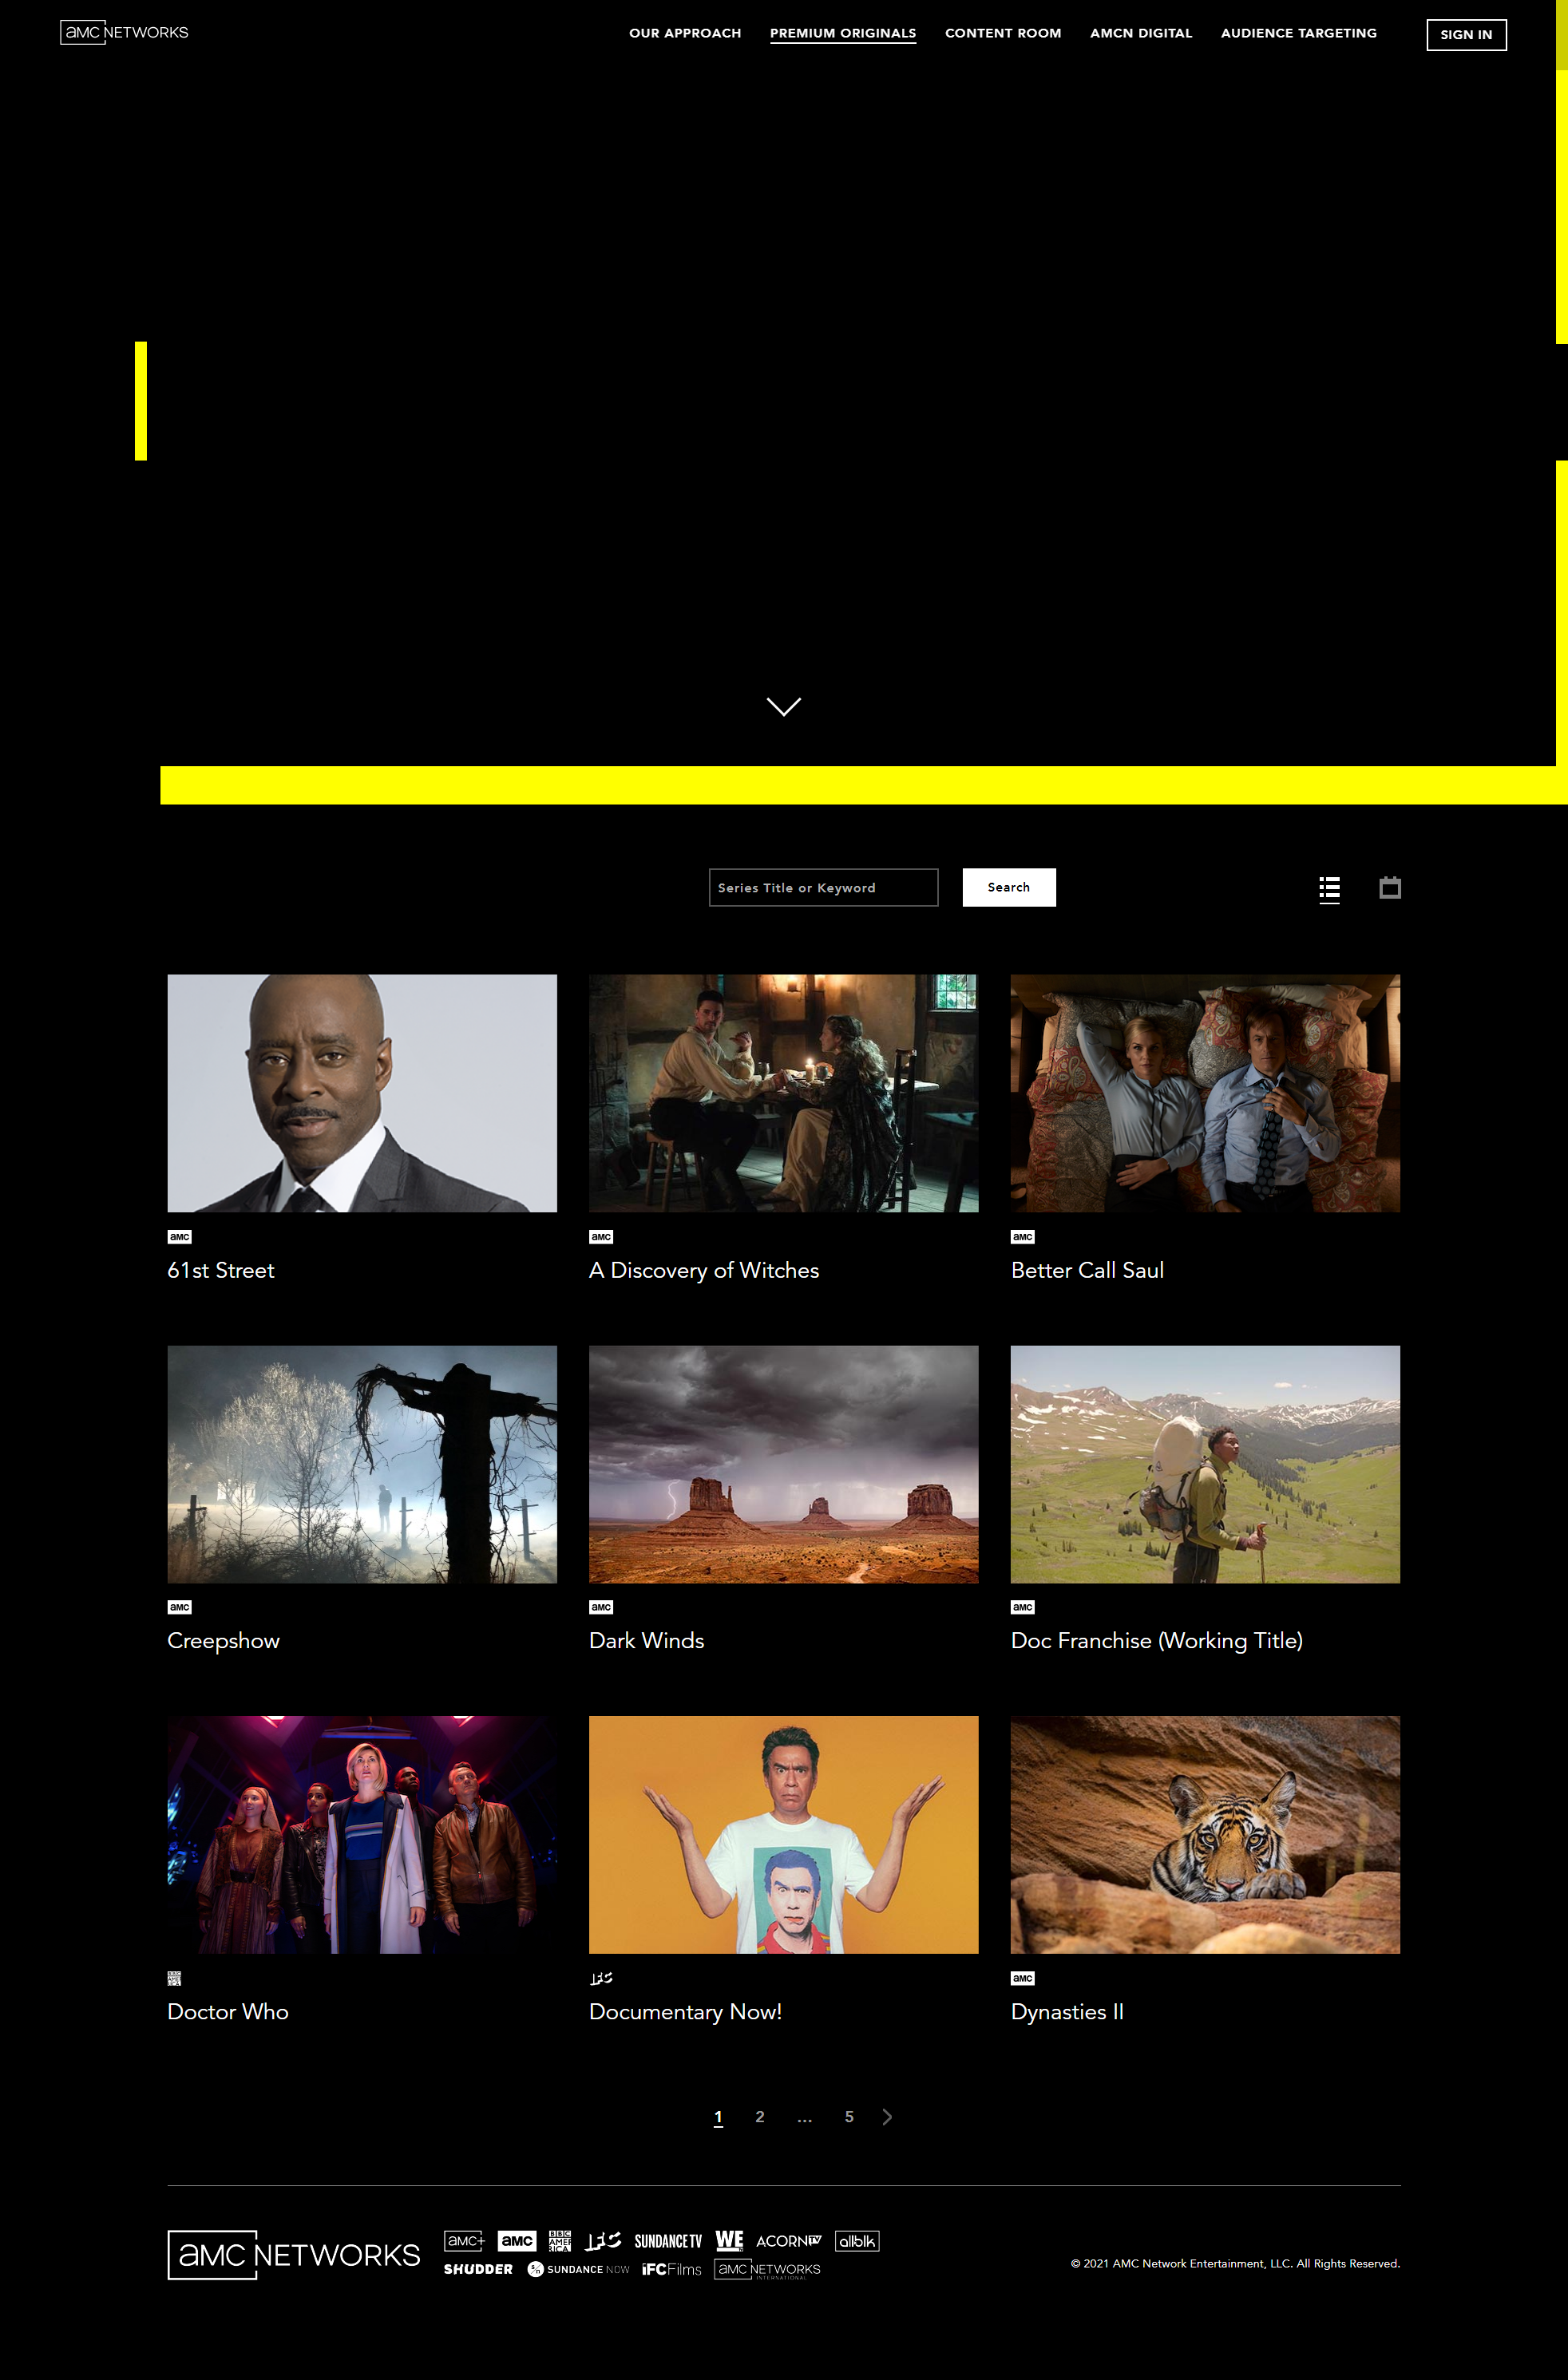 aMC NETWORKS
OUR APPROACH
PREMIUM ORIGINALS
CONTENT ROOM
AMCN DIGITAL
AUDIENCE TARGETING
SIGN IN
Series Title or Keyword
Search
aMC
aMC
aMC
61st Street
A Discovery of Witches
Better Call Saul
aMC
aMC
aMC
Creepshow
Dark Winds
Doc Franchise (Working Title)
BBC AMERICA
IFC
aMC
Doctor Who
Documentary Now!
Dynasties II
1 2 ... 5
aMC NETWORKS
aMC+ aMC BBC AMERICA IFC SUNDANCE TV WE tv ACORN TV allblk
SHUDDER s/n SUNDANCE NOW IFC Films aMC NETWORKS INTERNATIONAL
© 2021 AMC Network Entertainment, LLC. All Rights Reserved.